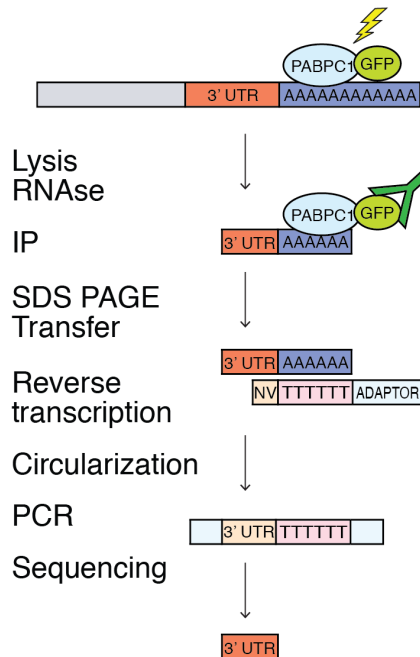 PABPC1 GFP
3' UTR AAAAAAAAAAAA
Lysis
RNAse
PABPC1 GFP
IP
3' UTR AAAAAA
SDS PAGE
Transfer
3' UTR AAAAAA
Reverse
NV TTTTTT ADAPTOR
transcription
Circularization
PCR
3' UTR TTTTTT
Sequencing
3' UTR